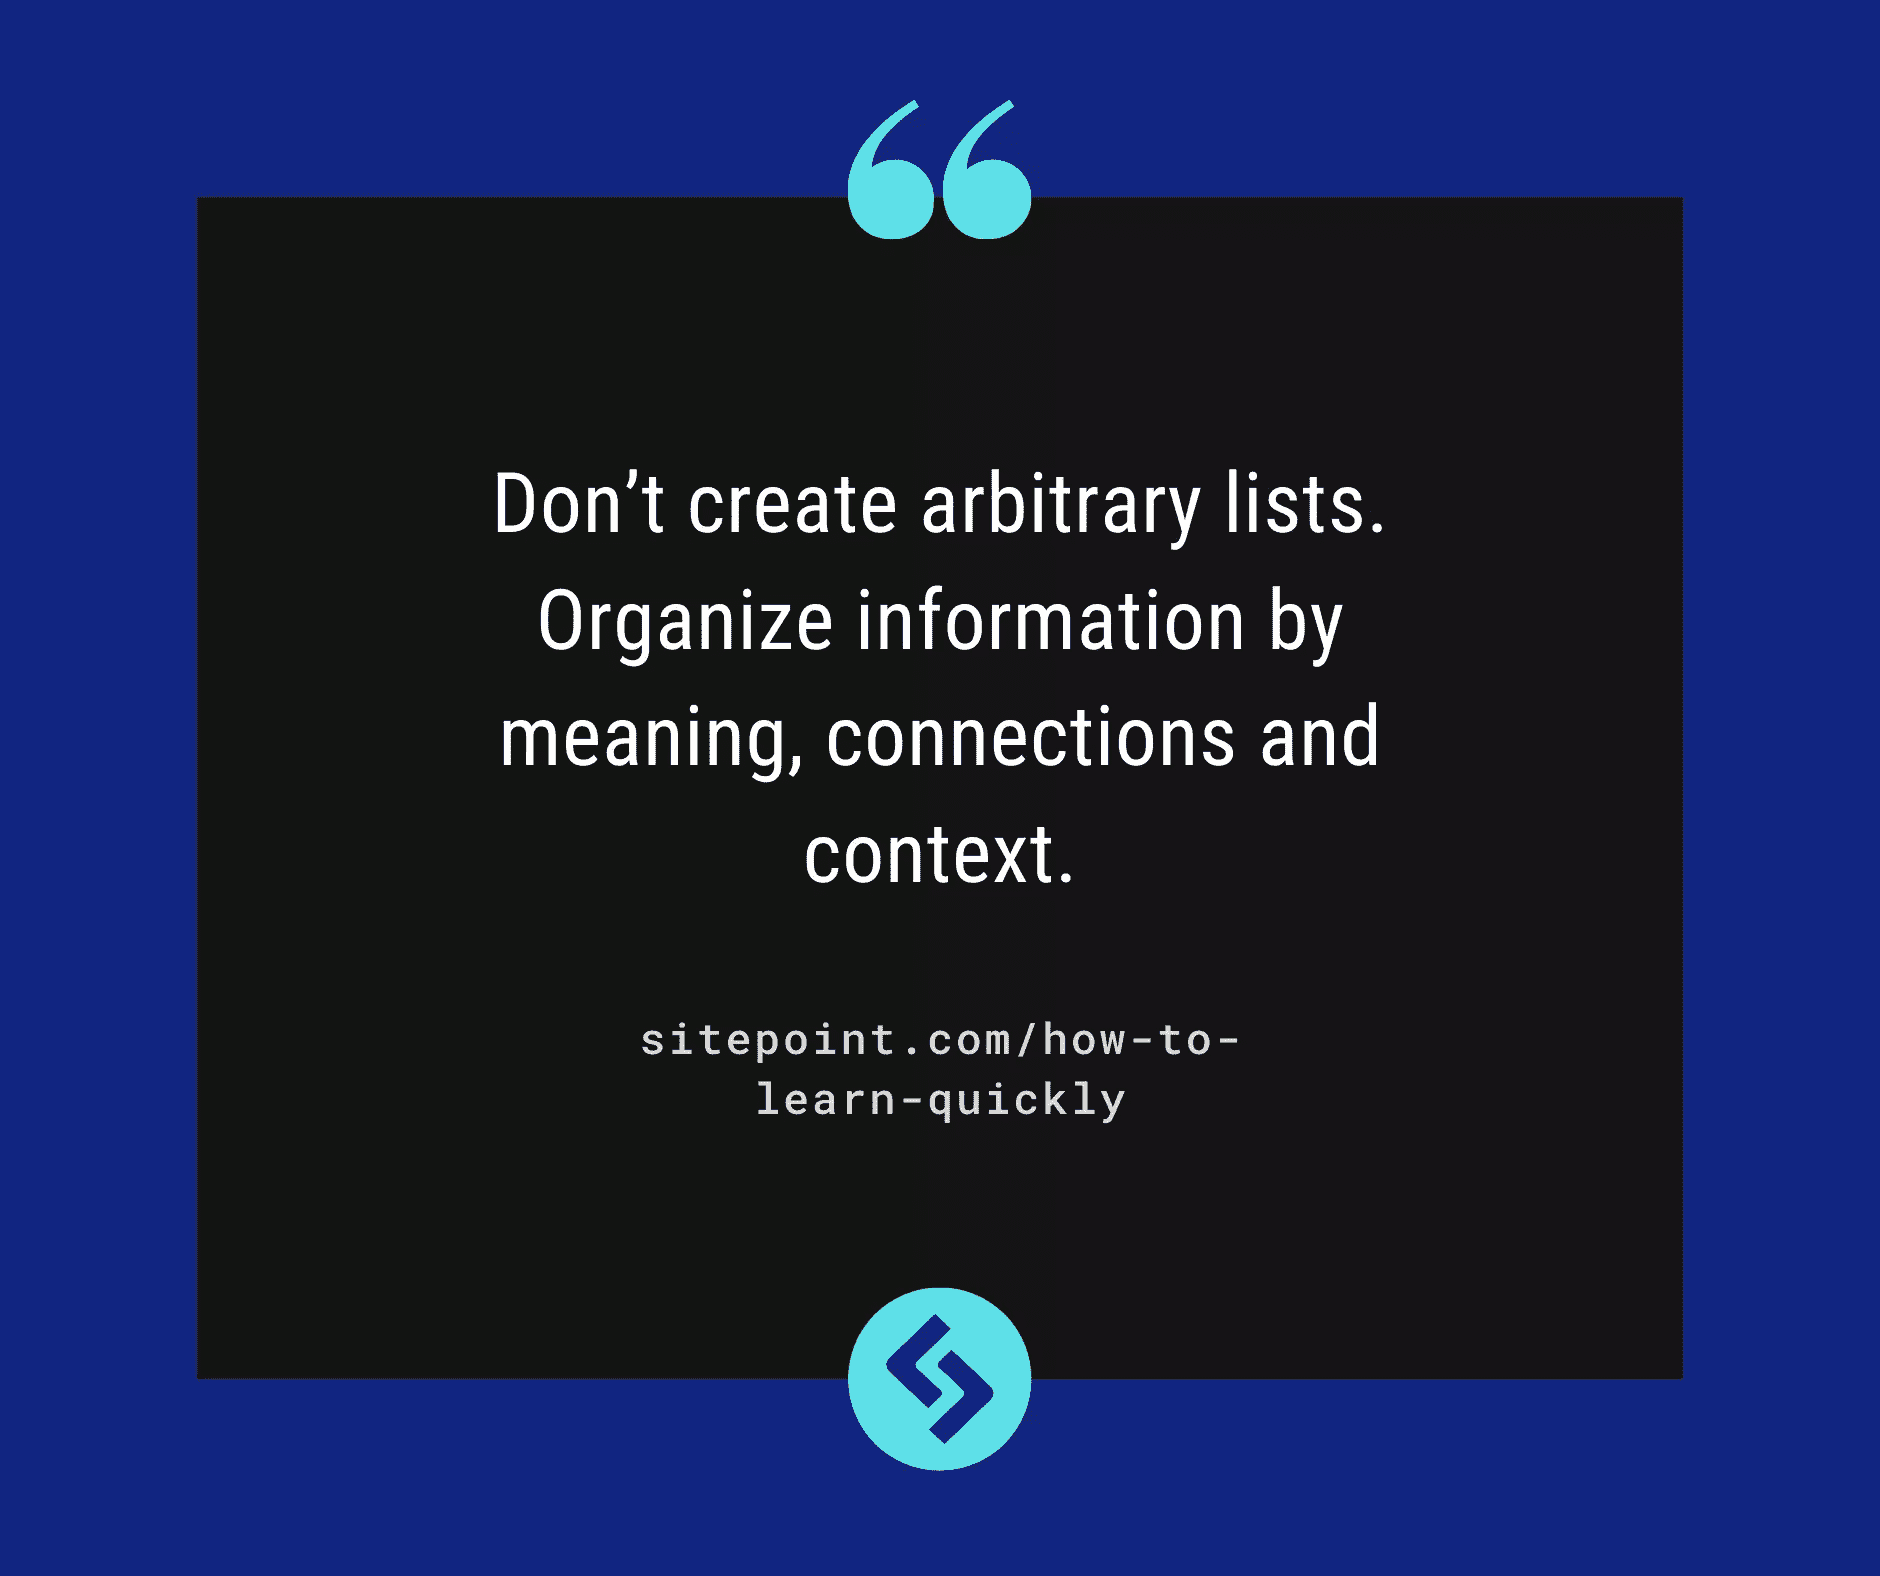 Don’t create arbitrary lists.
Organize information by
meaning, connections and
context.
sitepoint.com/how-to-
learn-quickly